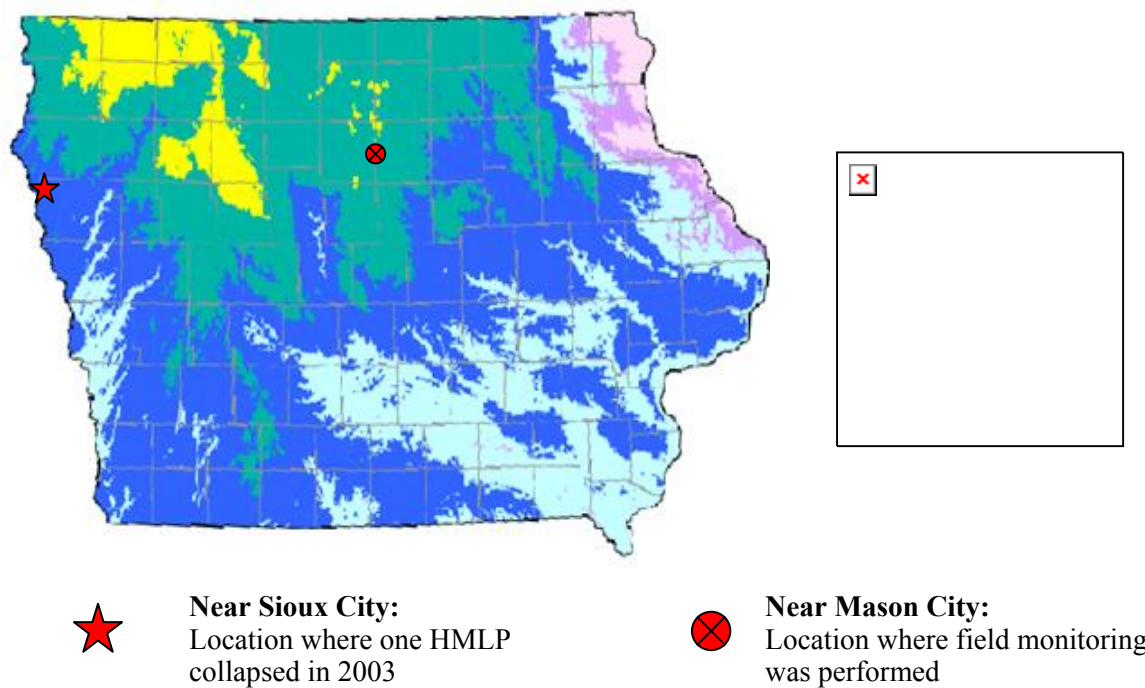 Near Sioux City:
Location where one HMLP
collapsed in 2003
Near Mason City:
Location where field monitoring
was performed